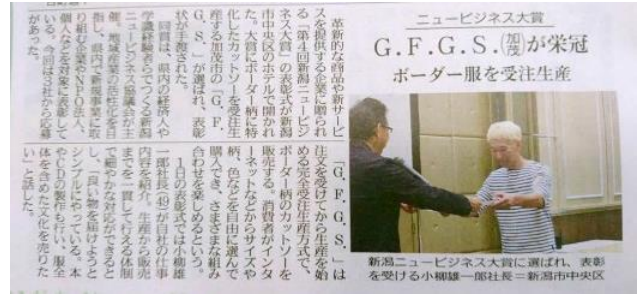 ニュービジネス大賞
G.F.G.S.(加茂)が栄冠
ボーダー服を受注生産
革新的な商品や新サービ
スを提供する企業に贈られ
る「第4回新潟ニュービジ
ネス大賞」の表彰式が新潟
市中央区のホテルで開かれ
た。大賞にボーダー柄に特
化したカットソーを受注生
産する加茂市の「G.F.
G.S.」が選ばれ、表彰
状が手渡された。
同賞は、県内の経済人や
学識経験者らでつくる新潟
ニュービジネス協議会が主
催。地域産業の活性化を目
指し、県内で新規事業に取
り組む企業やNPO法人、
個人などを対象に表彰して
いる。今回は31社から応募
があった。
「G.F.G.S.」は
注文を受けてから生産を始
める完全受注生産方式で、
ボーダー柄のカットソーを
販売する。消費者がインタ
ーネットなどからサイズや
柄、色などを自由に選んで
購入でき、さまざまな組み
合わせを楽しめるという。
1日の表彰式では小柳雄
一郎社長(49)が自社の仕事
内容を紹介。生産から販売
までを一貫して行える体制
で細やかな対応ができると
し、「良い物を届けようと
シンプルにやっている。本
やCDの製作も行い、服全
体を含めた文化を売りた
い」と話した。
新潟ニュービジネス大賞に選ばれ、表彰
を受ける小柳雄一郎社長=新潟市中央区